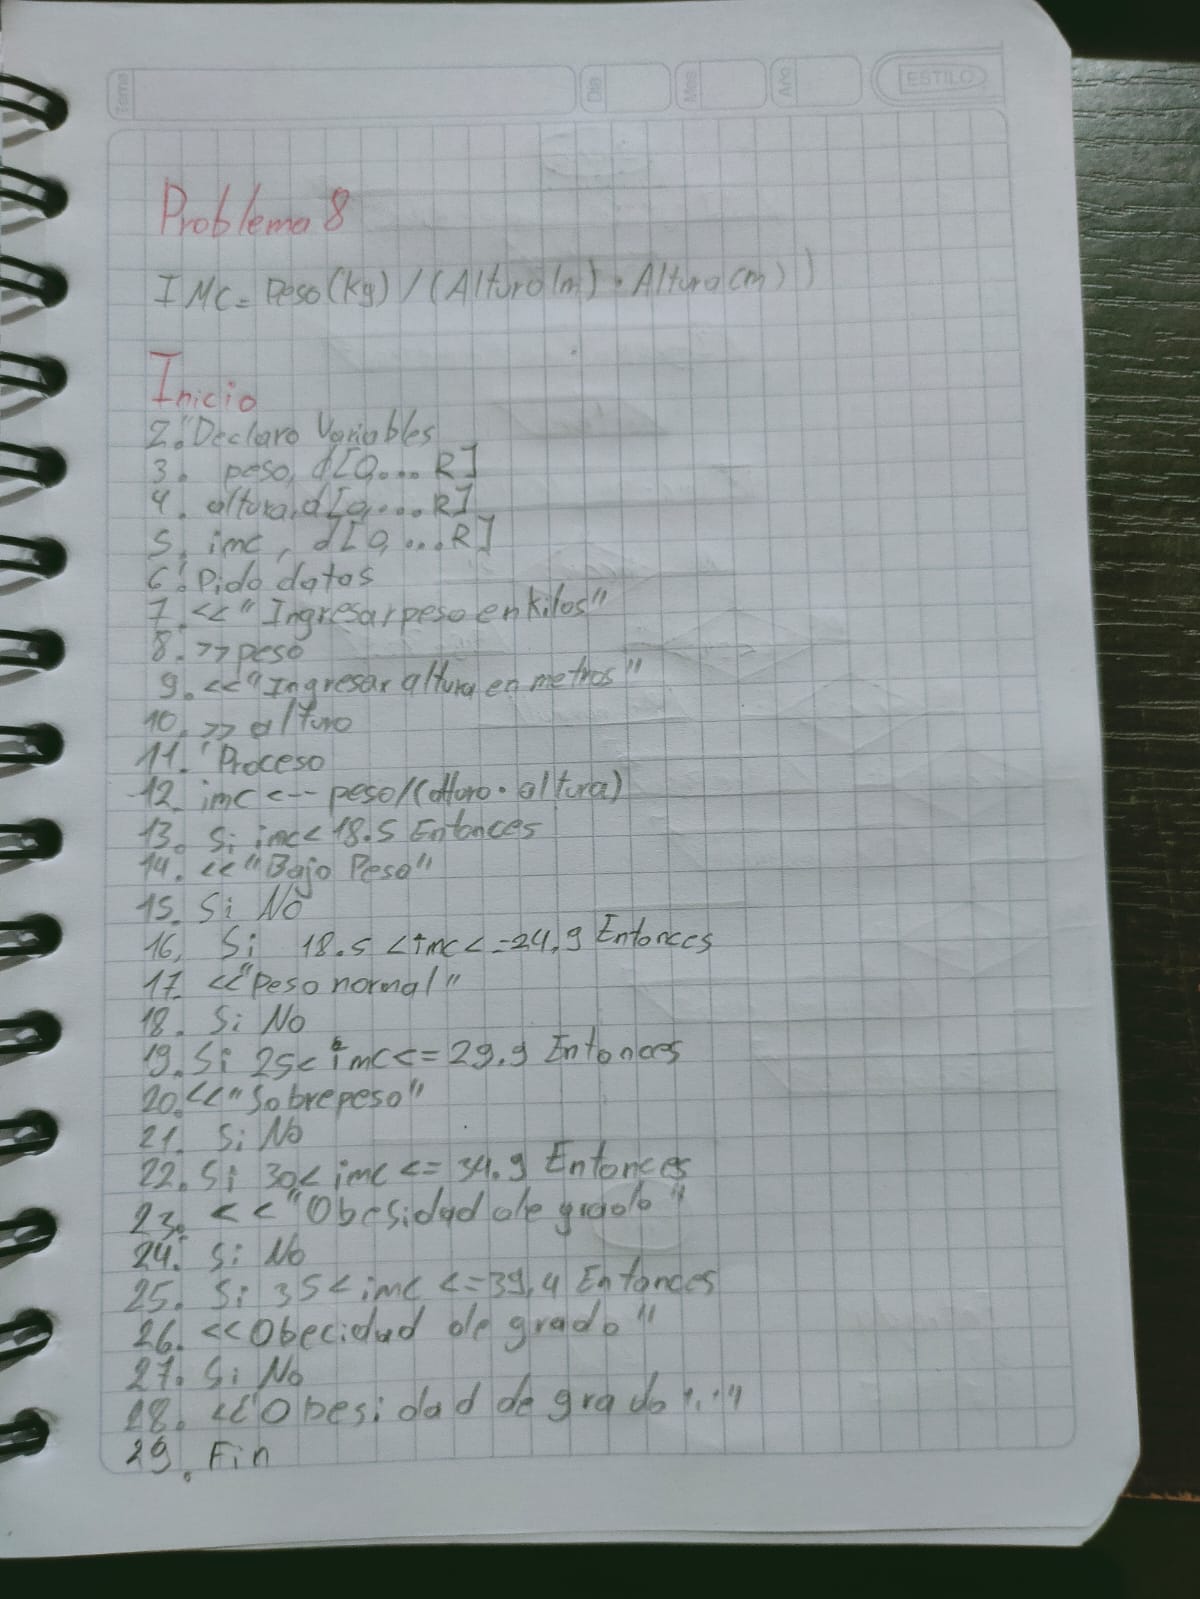 Tema
Dia
Mes
Ano
ESTILO
Problema 8
IMC = Peso(kg) / (Altura(m) · Altura(m))
Inicio
2.'Declaro Variables
3. peso, d[0,...R]
4. altura, d[0,...R]
5. imc, d[0,...R]
6.'Pido datos
7. <<"Ingresar peso en kilos"
8. >>peso
9. <<"Ingresar altura en metros"
10. >> altura
11.'Proceso
12. imc <-- peso/(altura · altura)
13. Si imc< 18.5 Entonces
14. <<"Bajo Peso"
15. Si No
16. Si 18.5 <imc<=24.9 Entonces
17. <<"Peso normal"
18. Si No
19. Si 25< imc<= 29.9 Entonces
20.<<"Sobrepeso"
21. Si No
22. Si 30< imc <= 34.9 Entonces
23. <<"Obesidad de grado"
24. Si No
25. Si 35< imc <=39,4 Entonces
26. <<Obecidad de grado"
27. Si No
28. <<Obesidad de grado
29. Fin